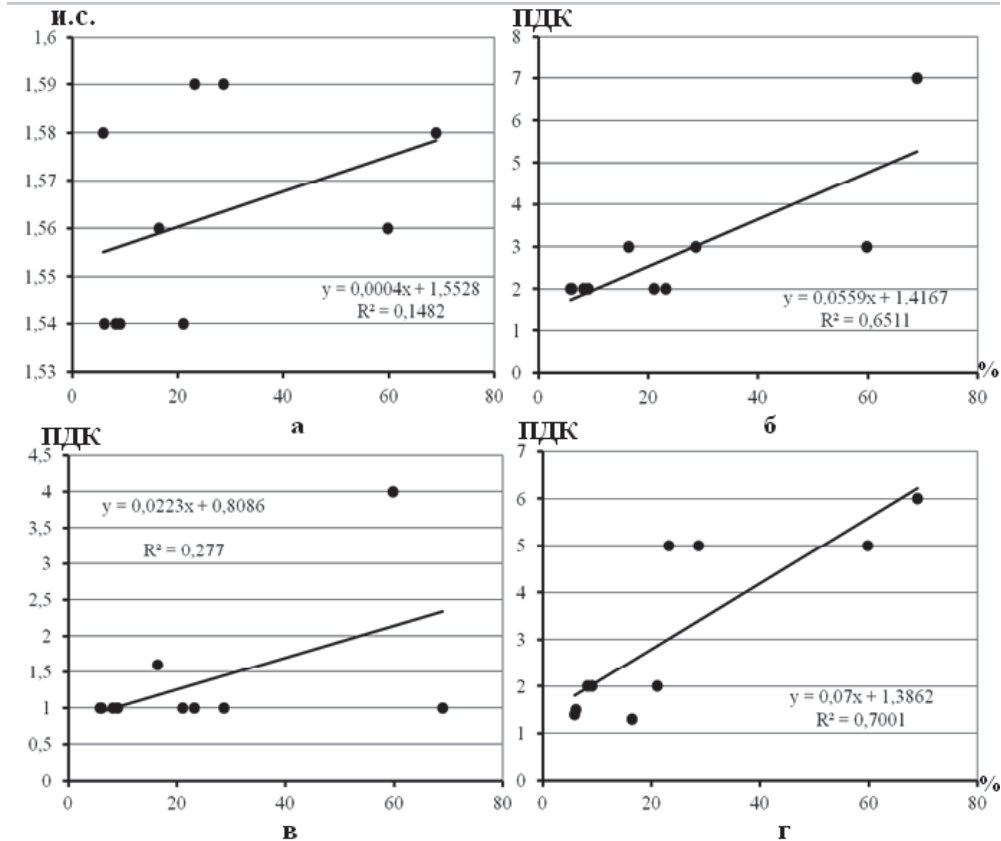 и.с.
1,6
1,59
1,58
1,57
1,56
1,55
1,54
1,53
0 20 40 60 80
y = 0,0004x + 1,5528
R² = 0,1482
а
ПДК
8
7
6
5
4
3
2
1
0
0 20 40 60 80
%
y = 0,0559x + 1,4167
R² = 0,6511
б
ПДК
4,5
4
3,5
3
2,5
2
1,5
1
0,5
0
0 20 40 60 80
y = 0,0223x + 0,8086
R² = 0,277
в
ПДК
7
6
5
4
3
2
1
0
0 20 40 60 80
%
y = 0,07x + 1,3862
R² = 0,7001
г